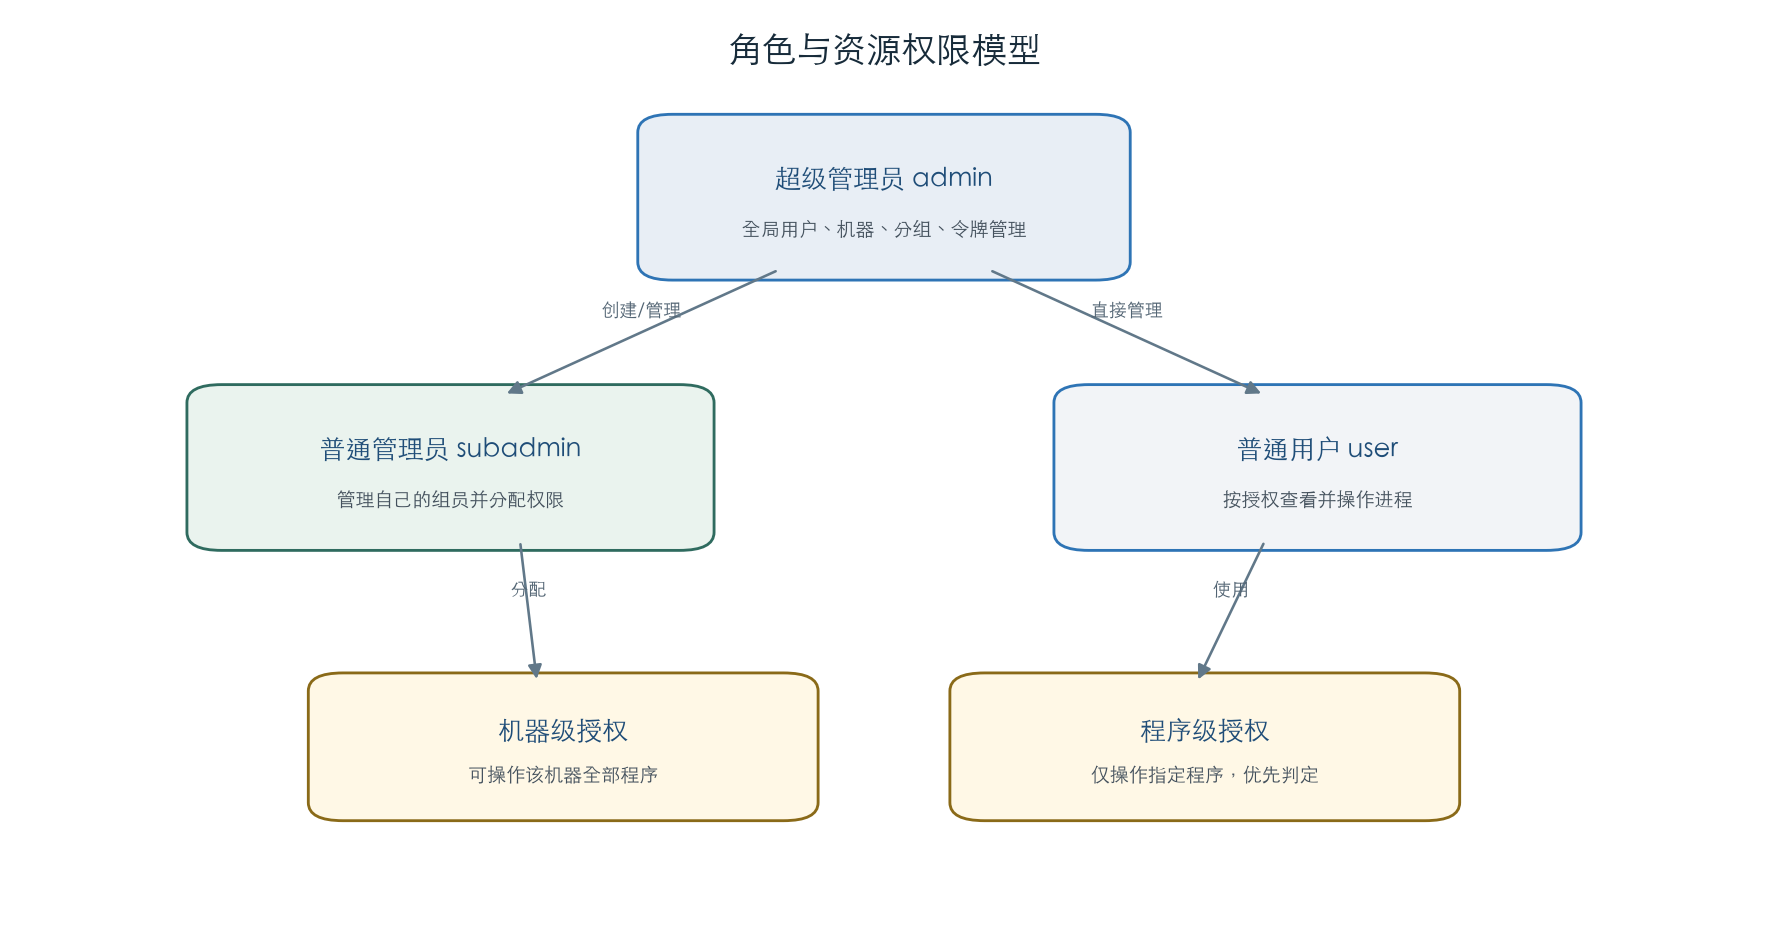 角色与资源权限模型
超级管理员 admin
全局用户、机器、分组、令牌管理
创建/管理
直接管理
普通管理员 subadmin
管理自己的组员并分配权限
普通用户 user
按授权查看并操作进程
分配
使用
机器级授权
可操作该机器全部程序
程序级授权
仅操作指定程序，优先判定